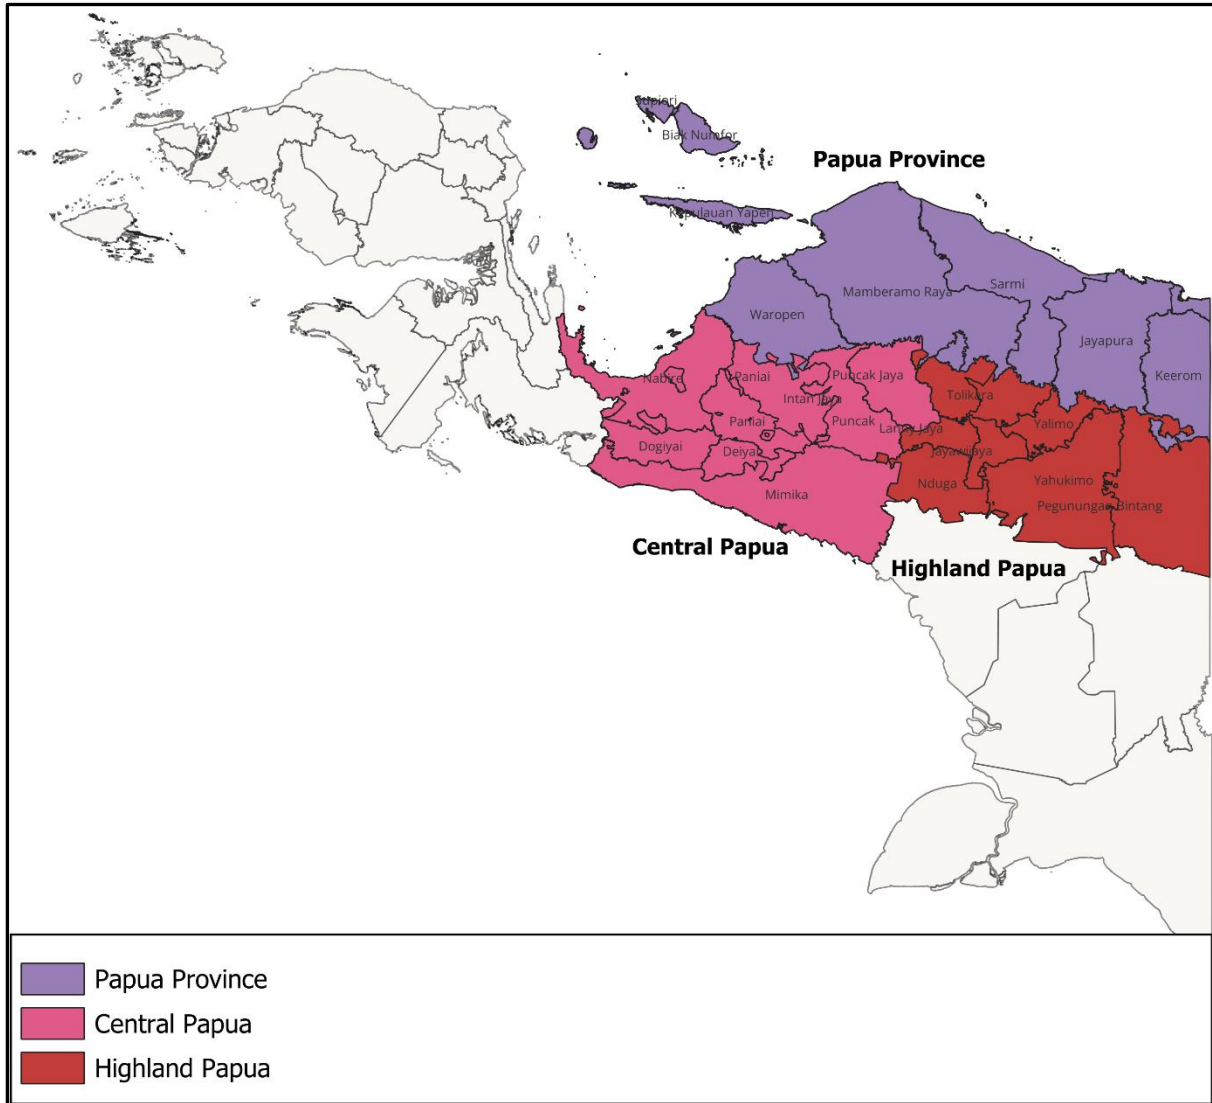 Supiori
Biak Numfor
Papua Province
Kepulauan Yapen
Mamberamo Raya
Sarmi
Waropen
Jayapura
Keerom
Nabire
Paniai
Puncak Jaya
Intan Jaya
Tolikara
Paniai
Puncak
Lanny Jaya
Yalimo
Dogiyai
Deiyai
Jayawijaya
Mimika
Nduga
Yahukimo
Pegunungan Bintang
Central Papua
Highland Papua
Papua Province
Central Papua
Highland Papua